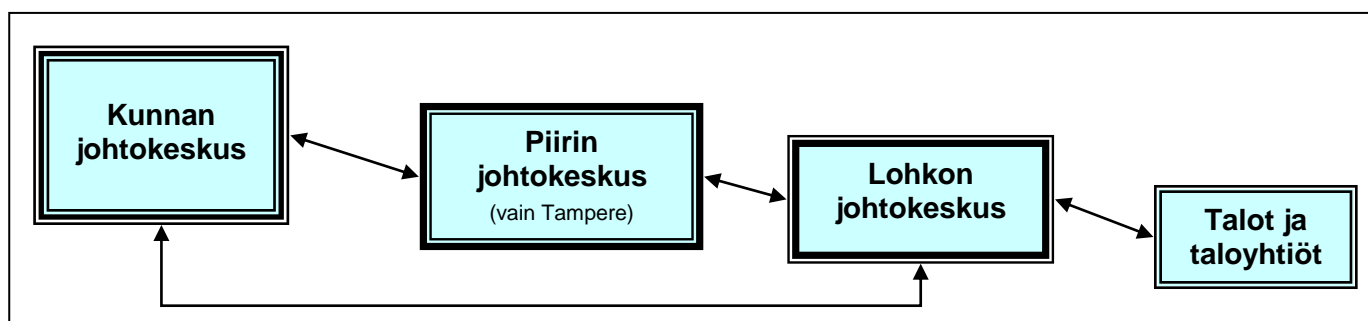 Kunnan
johtokeskus
Piirin
johtokeskus
(vain Tampere)
Lohkon
johtokeskus
Talot ja
taloyhtiöt